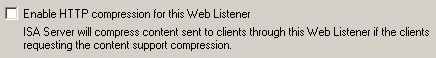 Enable HTTP compression for this Web Listener
ISA Server will compress content sent to clients through this Web Listener if the clients
requesting the content support compression.